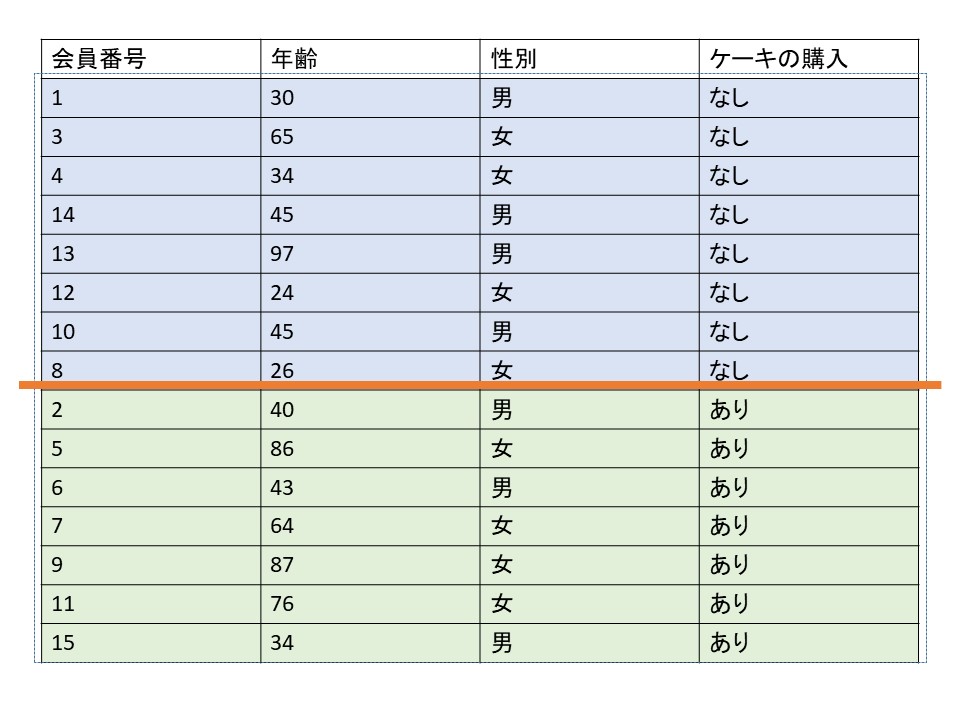 会員番号 年齢 性別 ケーキの購入
1 30 男 なし
3 65 女 なし
4 34 女 なし
14 45 男 なし
13 97 男 なし
12 24 女 なし
10 45 男 なし
8 26 女 なし
2 40 男 あり
5 86 女 あり
6 43 男 あり
7 64 女 あり
9 87 女 あり
11 76 女 あり
15 34 男 あり